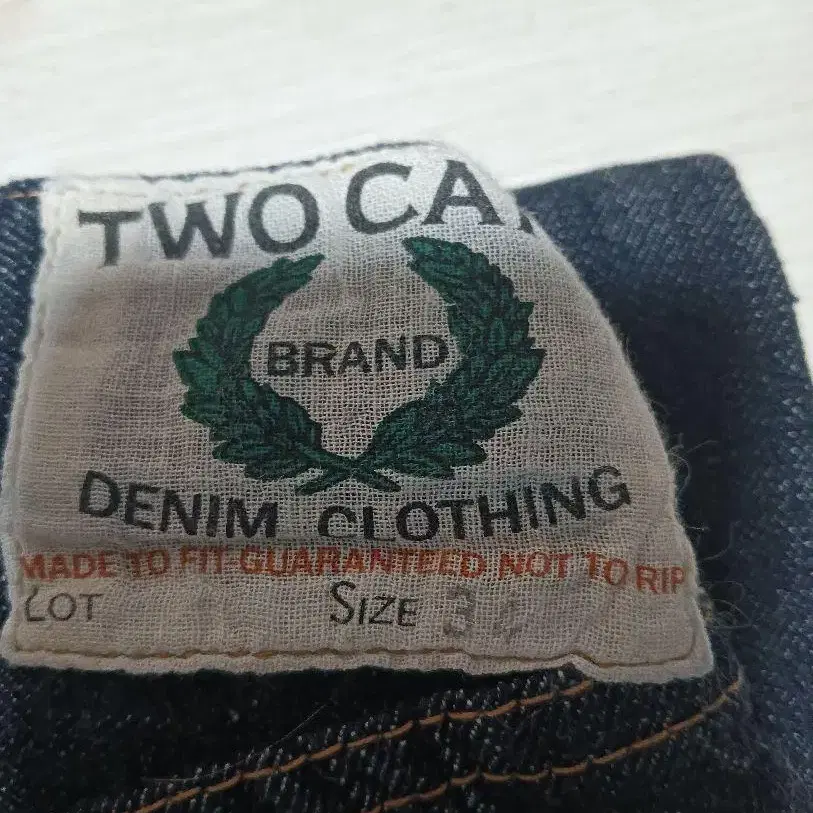 TWO CA
BRAND
DENIM CLOTHING
MADE TO FIT GUARANTEED NOT TO RIP
LOT SIZE